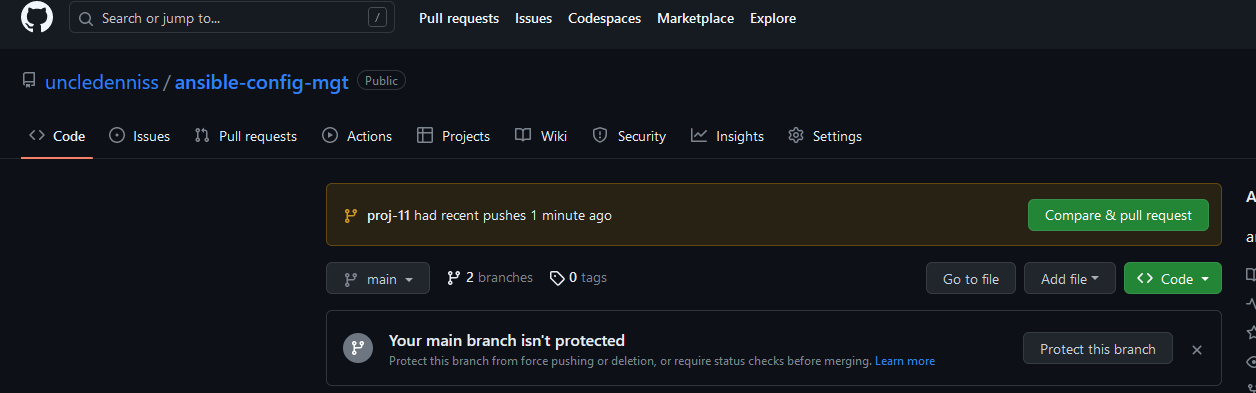 Search or jump to... / Pull requests Issues Codespaces Marketplace Explore
uncledenniss / ansible-config-mgt Public
Code Issues Pull requests Actions Projects Wiki Security Insights Settings
proj-11 had recent pushes 1 minute ago Compare & pull request
main 2 branches 0 tags Go to file Add file Code
Your main branch isn't protected
Protect this branch from force pushing or deletion, or require status checks before merging. Learn more
Protect this branch